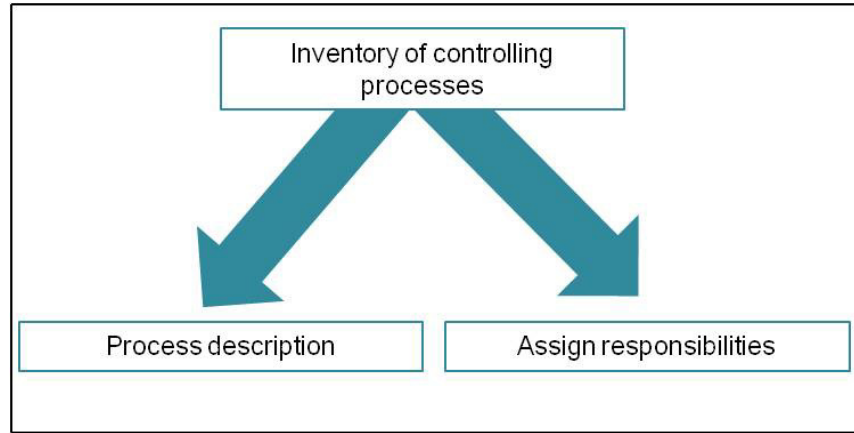 Inventory of controlling
processes
Process description
Assign responsibilities